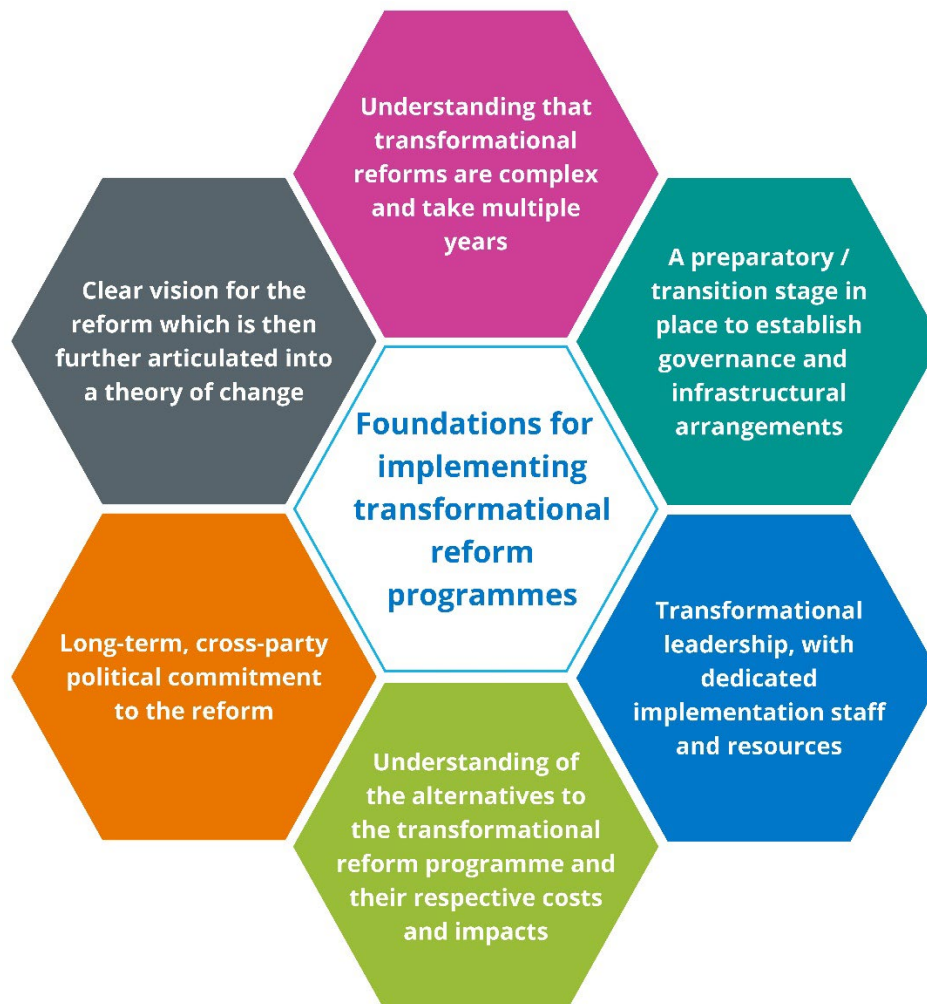 Understanding that
transformational
reforms are complex
and take multiple
years
A preparatory /
transition stage in
place to establish
governance and
infrastructural
arrangements
Clear vision for the
reform which is then
further articulated into
a theory of change
Foundations for
implementing
transformational
reform
programmes
Transformational
leadership, with
dedicated
implementation staff
and resources
Long-term, cross-party
political commitment
to the reform
Understanding of
the alternatives to
the transformational
reform programme and
their respective costs
and impacts